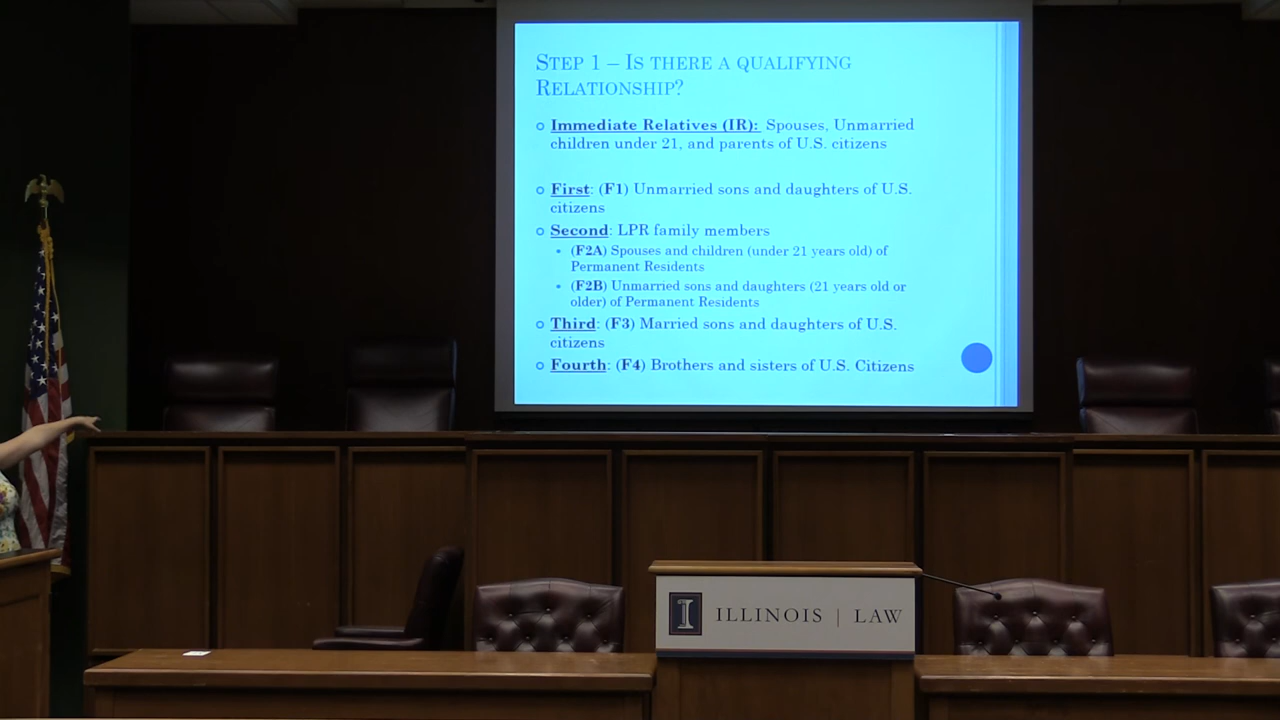 STEP 1 – IS THERE A QUALIFYING
RELATIONSHIP?
Immediate Relatives (IR): Spouses, Unmarried
children under 21, and parents of U.S. citizens
First: (F1) Unmarried sons and daughters of U.S.
citizens
Second: LPR family members
(F2A) Spouses and children (under 21 years old) of
Permanent Residents
(F2B) Unmarried sons and daughters (21 years old or
older) of Permanent Residents
Third: (F3) Married sons and daughters of U.S.
citizens
Fourth: (F4) Brothers and sisters of U.S. Citizens
I ILLINOIS | LAW